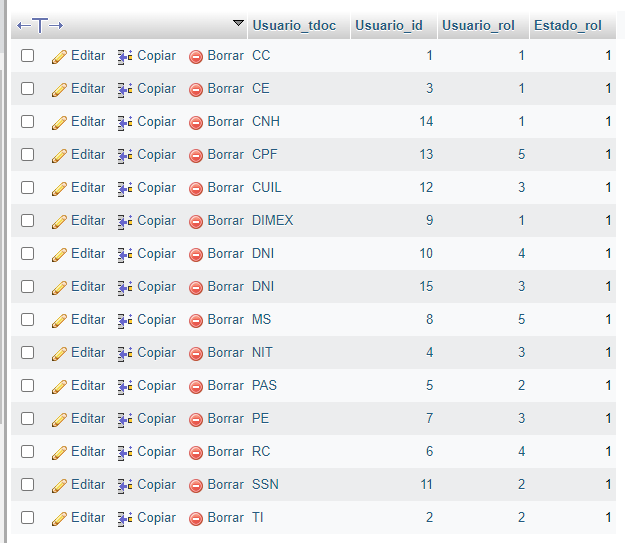 Usuario_tdoc Usuario_id Usuario_rol Estado_rol
Editar Copiar Borrar CC 1 1 1
Editar Copiar Borrar CE 3 1 1
Editar Copiar Borrar CNH 14 1 1
Editar Copiar Borrar CPF 13 5 1
Editar Copiar Borrar CUIL 12 3 1
Editar Copiar Borrar DIMEX 9 1 1
Editar Copiar Borrar DNI 10 4 1
Editar Copiar Borrar DNI 15 3 1
Editar Copiar Borrar MS 8 5 1
Editar Copiar Borrar NIT 4 3 1
Editar Copiar Borrar PAS 5 2 1
Editar Copiar Borrar PE 7 3 1
Editar Copiar Borrar RC 6 4 1
Editar Copiar Borrar SSN 11 2 1
Editar Copiar Borrar TI 2 2 1